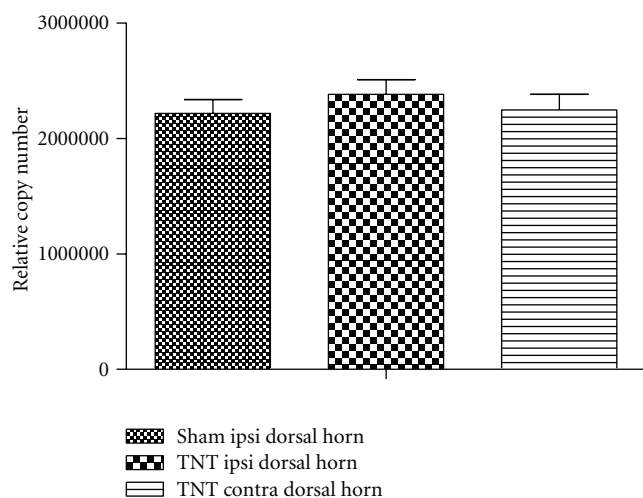 3000000
2000000
1000000
0
Relative copy number
Sham ipsi dorsal horn
TNT ipsi dorsal horn
TNT contra dorsal horn